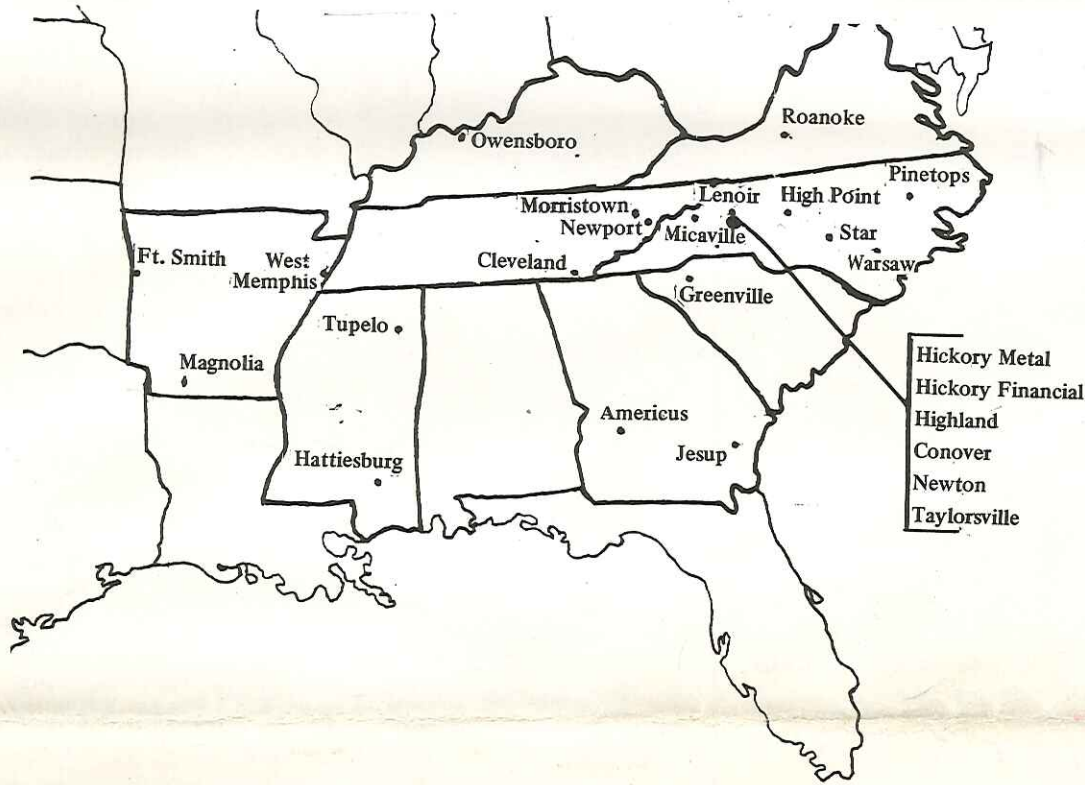 Roanoke
Owensboro
Pinetops
Lenoir
High Point
Morristown
Newport
Micaville
Star
Warsaw
Ft. Smith
West
Memphis
Cleveland
Greenville
Tupelo
Magnolia
Americus
Jesup
Hattiesburg
Hickory Metal
Hickory Financial
Highland
Conover
Newton
Taylorsville